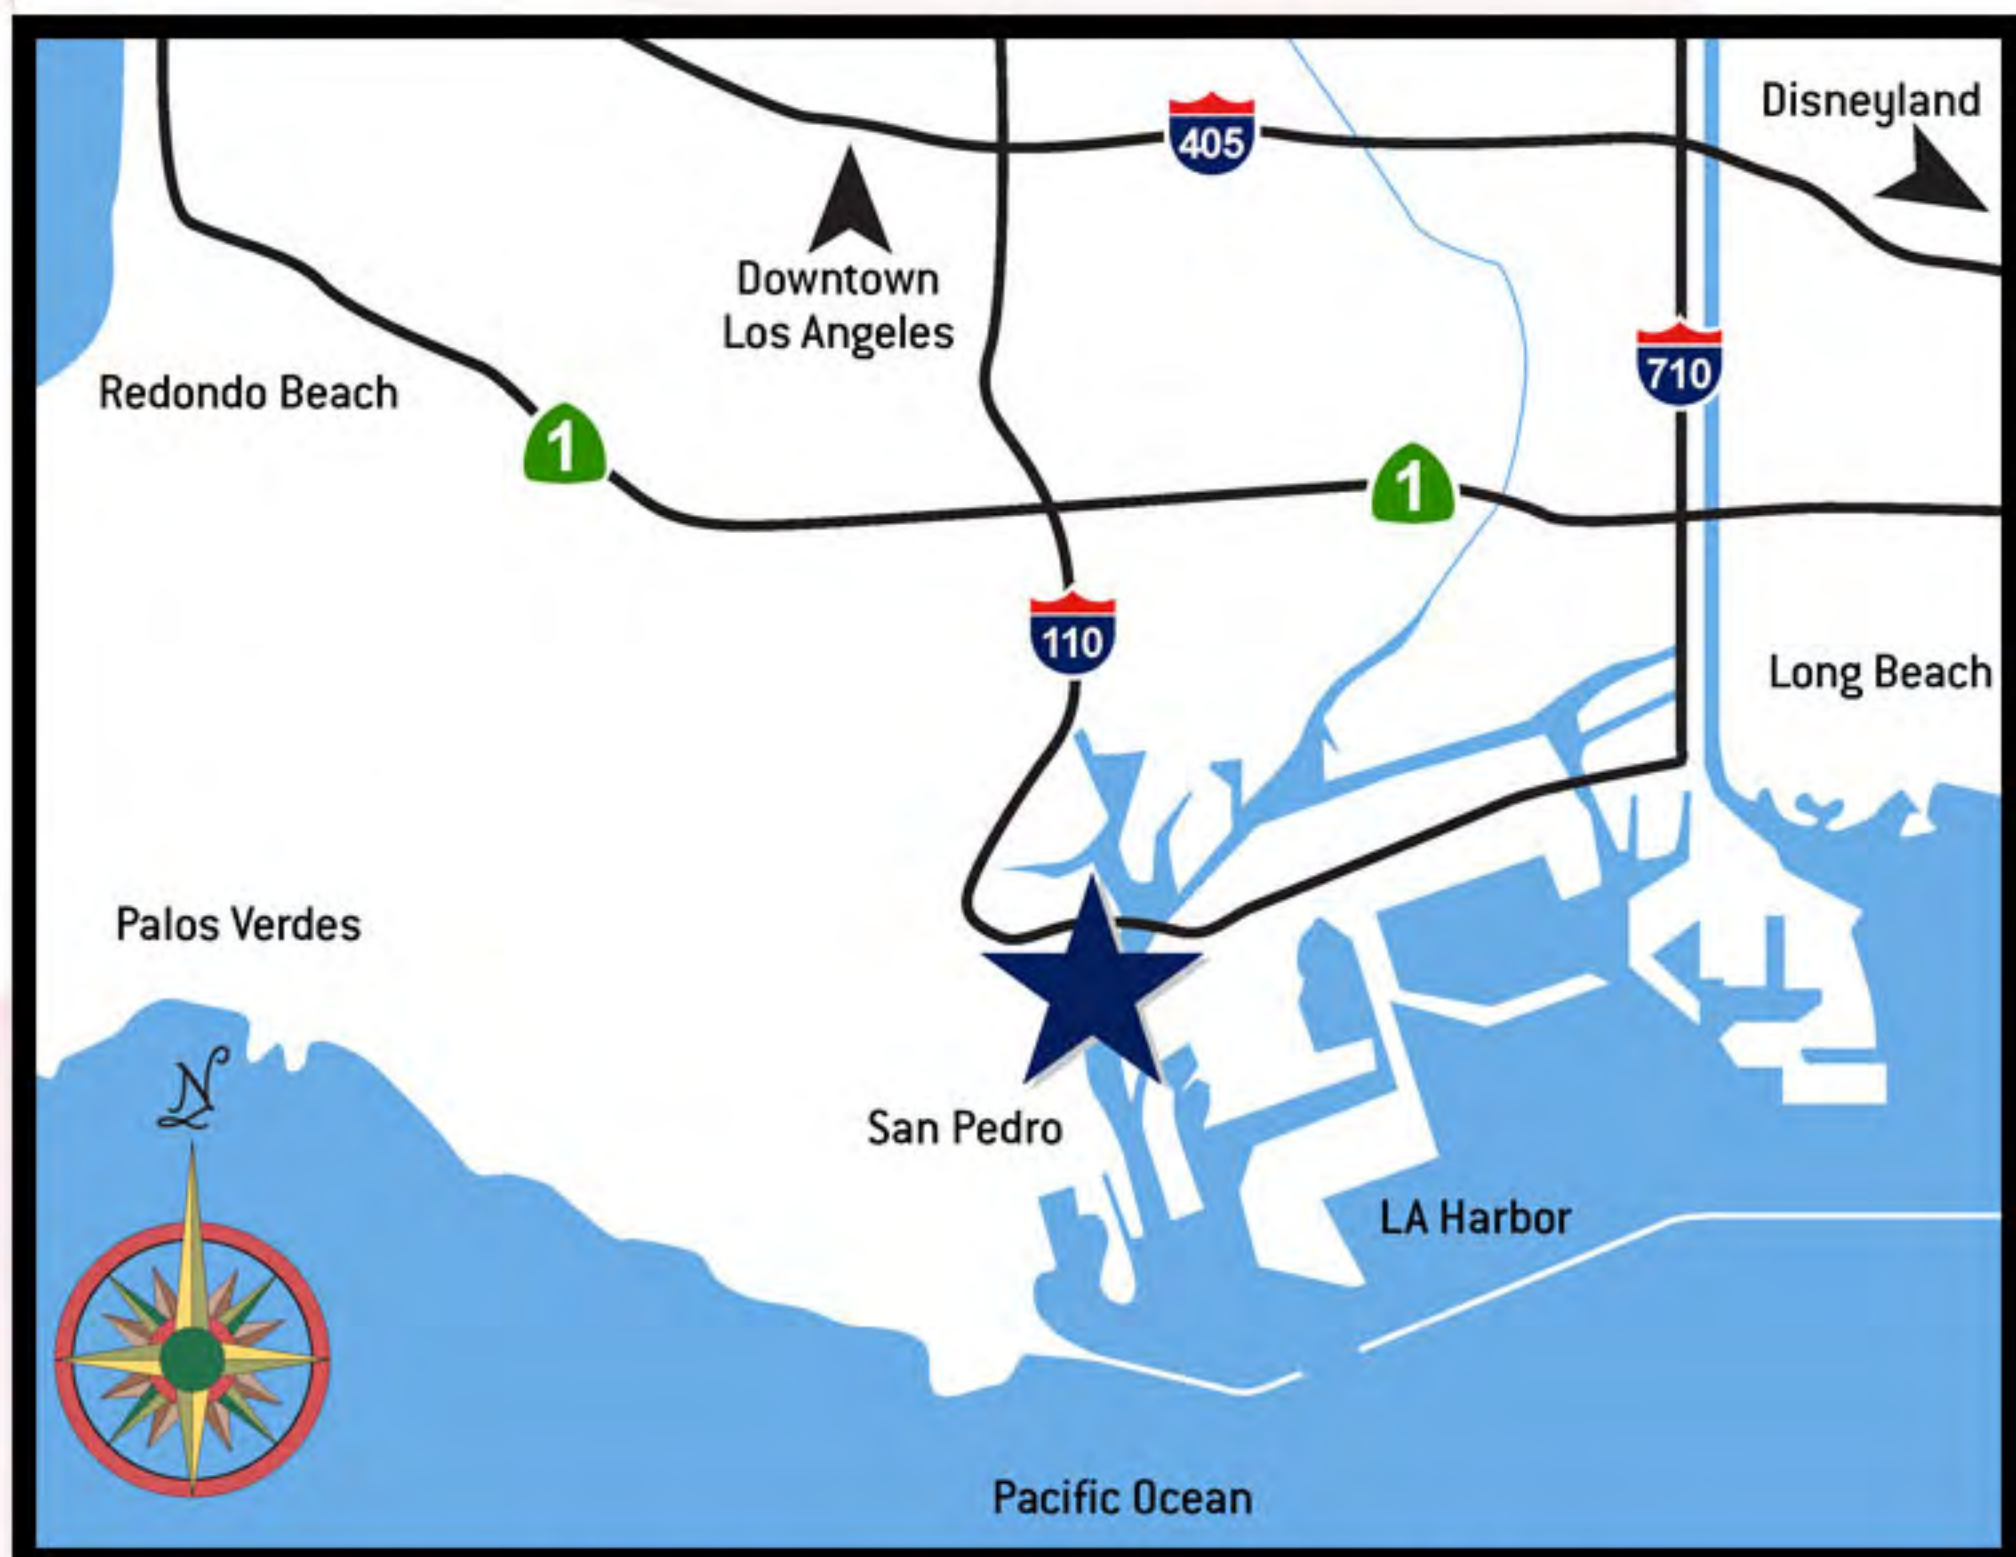 Disneyland
405
Downtown
Los Angeles
710
Redondo Beach
1
1
110
Long Beach
Palos Verdes
N
San Pedro
LA Harbor
Pacific Ocean